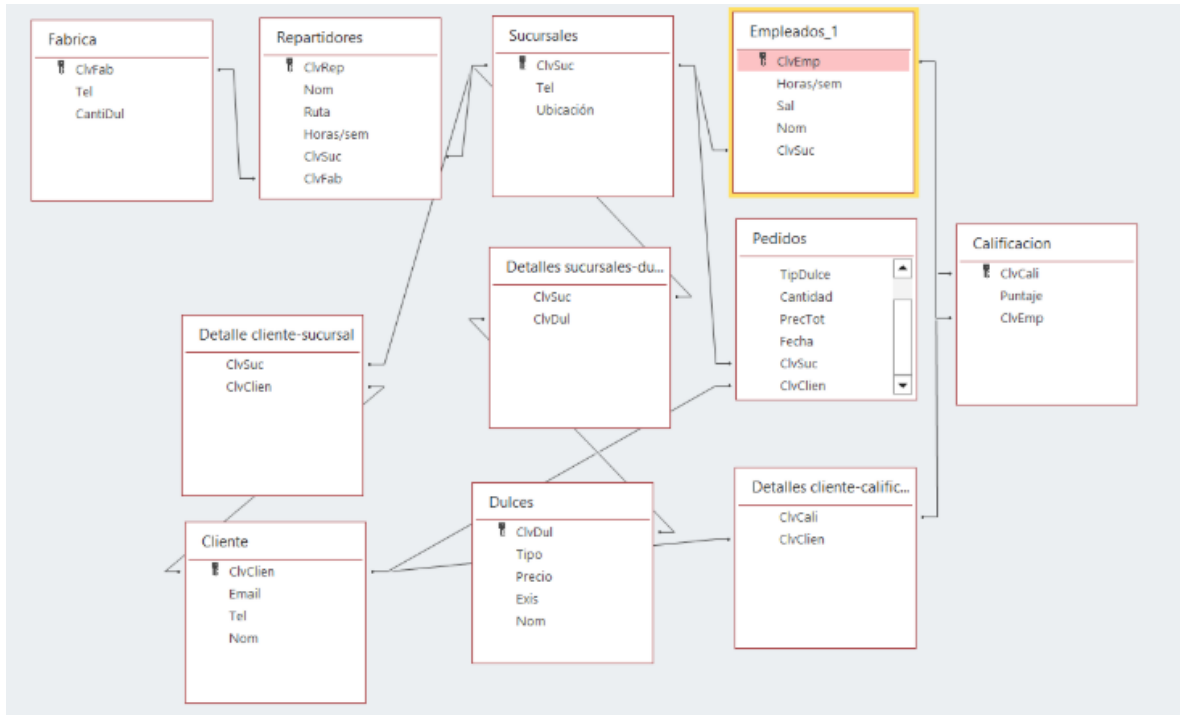 Fabrica
ClvFab
Tel
CantiDul
Repartidores
ClvRep
Nom
Ruta
Horas/sem
ClvSuc
ClvFab
Sucursales
ClvSuc
Tel
Ubicación
Empleados_1
ClvEmp
Horas/sem
Sal
Nom
ClvSuc
Detalle cliente-sucursal
ClvSuc
ClvClien
Detalles sucursales-du...
ClvSuc
ClvDul
Pedidos
TipDulce
Cantidad
PrecTot
Fecha
ClvSuc
ClvClien
Calificacion
ClvCali
Puntaje
ClvEmp
Cliente
ClvClien
Email
Tel
Nom
Dulces
ClvDul
Tipo
Precio
Exis
Nom
Detalles cliente-calific...
ClvCali
ClvClien